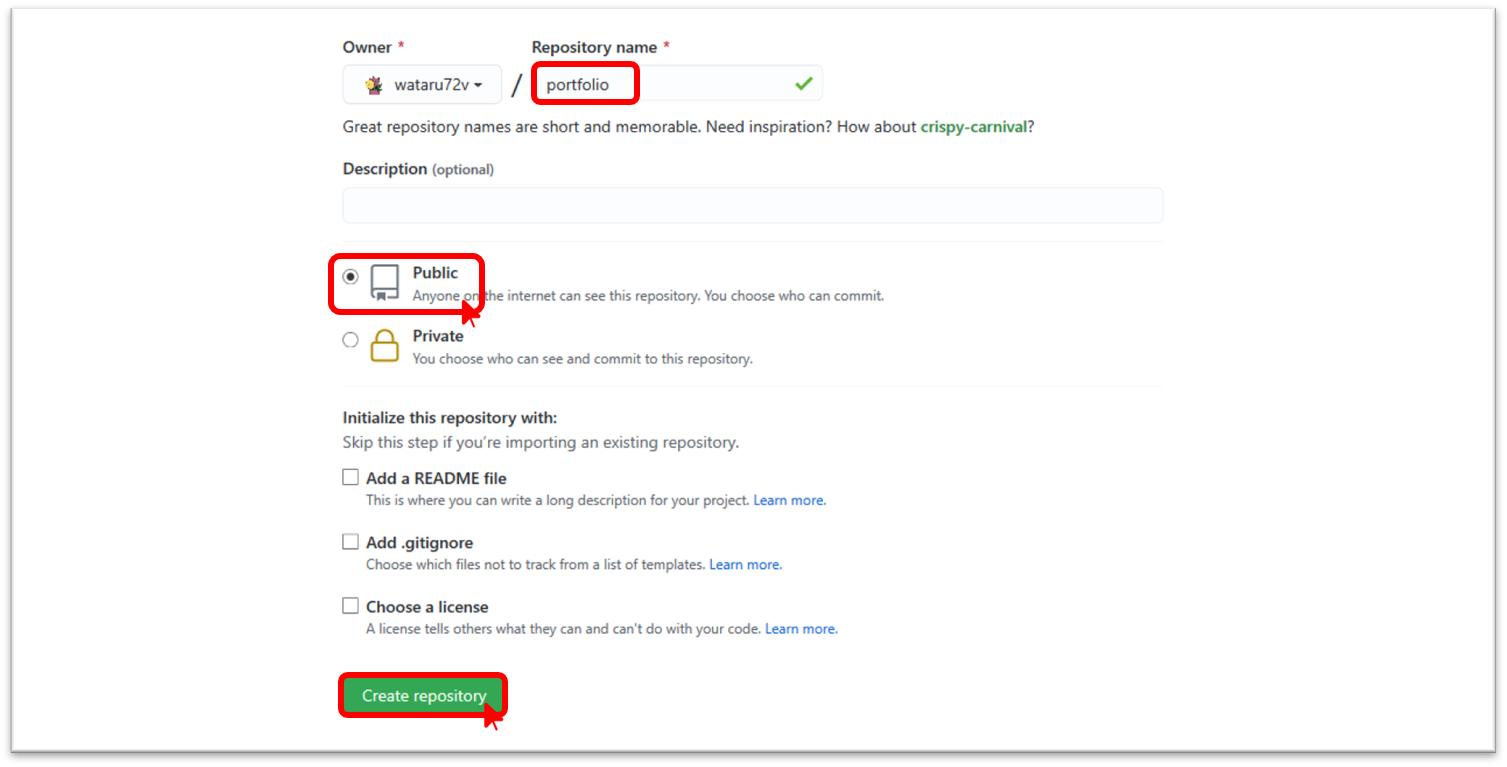 Owner * Repository name *
wataru72v / portfolio
Great repository names are short and memorable. Need inspiration? How about crispy-carnival?
Description (optional)
Public
Anyone on the internet can see this repository. You choose who can commit.
Private
You choose who can see and commit to this repository.
Initialize this repository with:
Skip this step if you're importing an existing repository.
Add a README file
This is where you can write a long description for your project. Learn more.
Add .gitignore
Choose which files not to track from a list of templates. Learn more.
Choose a license
A license tells others what they can and can't do with your code. Learn more.
Create repository